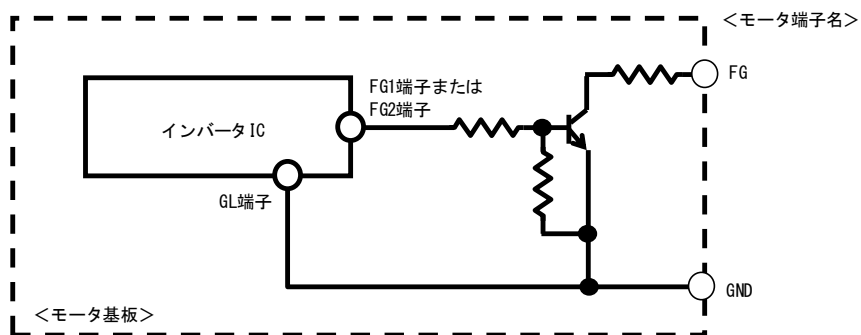 ＜モータ端子名＞
FG1端子または
FG2端子
FG
インバータIC
GL端子
GND
＜モータ基板＞